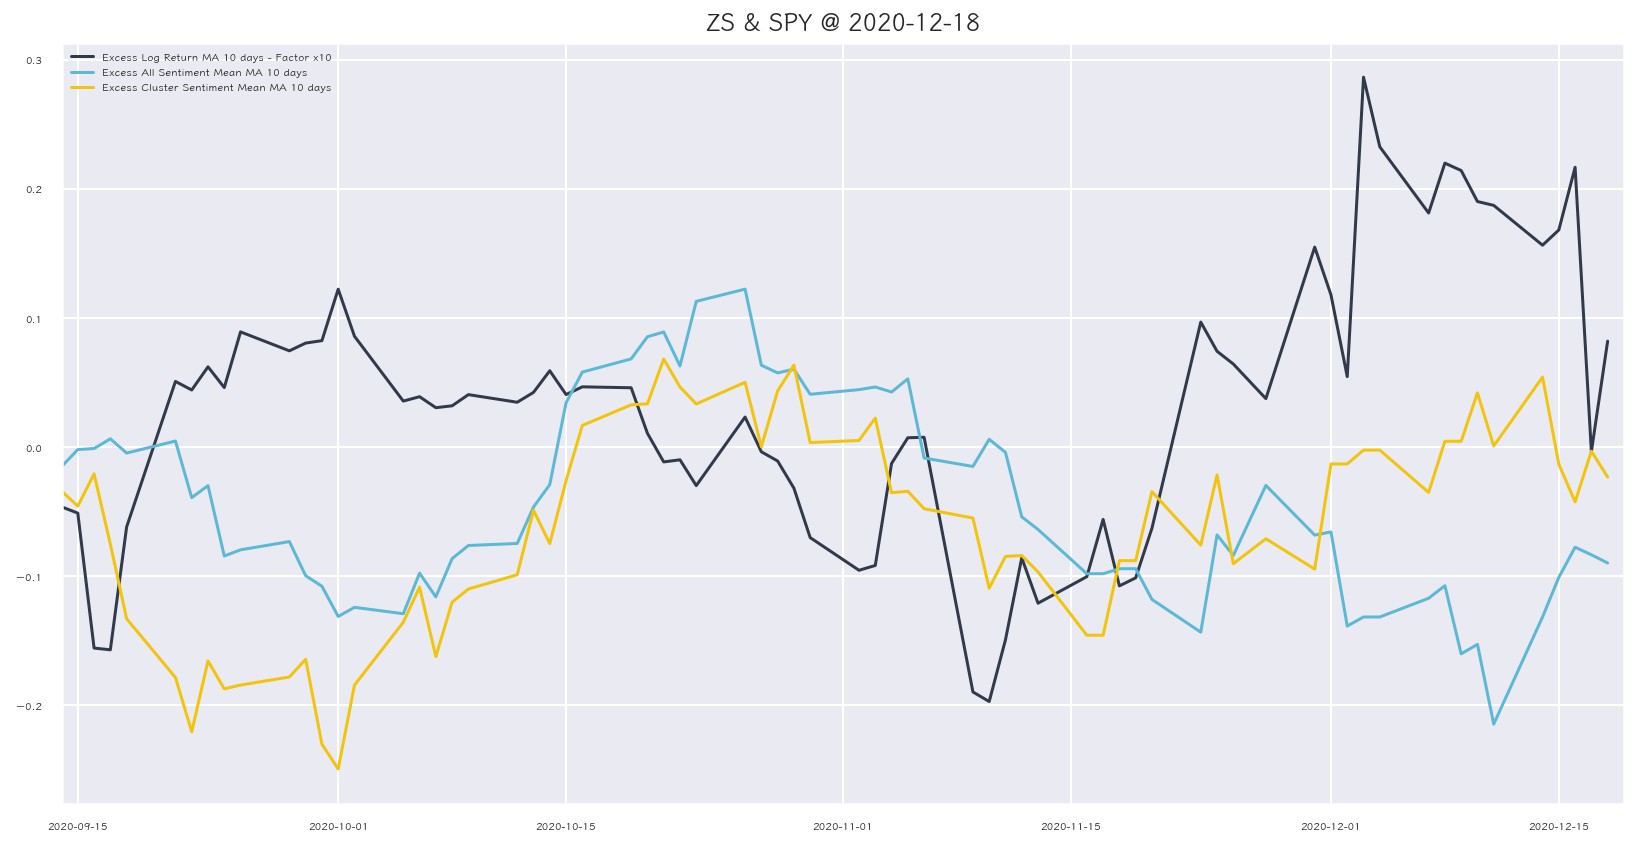 ZS & SPY @ 2020-12-18
Excess Log Return MA 10 days - Factor x10
Excess All Sentiment Mean MA 10 days
Excess Cluster Sentiment Mean MA 10 days
0.3
0.2
0.1
0.0
−0.1
−0.2
2020-09-15 2020-10-01 2020-10-15 2020-11-01 2020-11-15 2020-12-01 2020-12-15